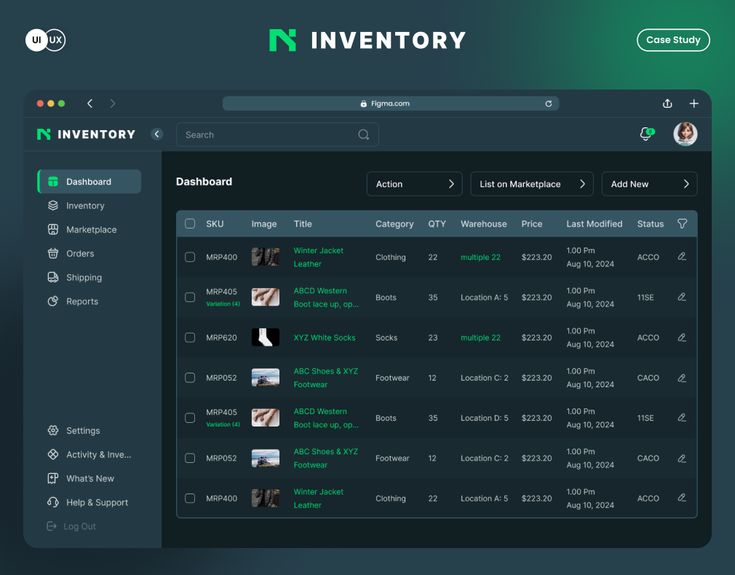 UI UX
INVENTORY
Case Study
Figma.com
INVENTORY
Search
Dashboard
Inventory
Marketplace
Orders
Shipping
Reports
Settings
Activity & Inve...
What's New
Help & Support
Log Out
Dashboard
Action
List on Marketplace
Add New
SKU Image Title Category QTY Warehouse Price Last Modified Status
MRP400 Winter Jacket Leather Clothing 22 multiple 22 $223.20 1.00 Pm Aug 10, 2024 ACCO
MRP405 Variation (4) ABCD Western Boot lace up, op... Boots 35 Location A: 5 $223.20 1.00 Pm Aug 10, 2024 11SE
MRP620 XYZ White Socks Socks 23 multiple 22 $223.20 1.00 Pm Aug 10, 2024 ACCO
MRP052 ABC Shoes & XYZ Footwear Footwear 12 Location C: 2 $223.20 1.00 Pm Aug 10, 2024 CACO
MRP405 Variation (4) ABCD Western Boot lace up, op... Boots 35 Location D: 5 $223.20 1.00 Pm Aug 10, 2024 11SE
MRP052 ABC Shoes & XYZ Footwear Footwear 12 Location C: 2 $223.20 1.00 Pm Aug 10, 2024 CACO
MRP400 Winter Jacket Leather Clothing 22 Location A: 5 $223.20 1.00 Pm Aug 10, 2024 ACCO